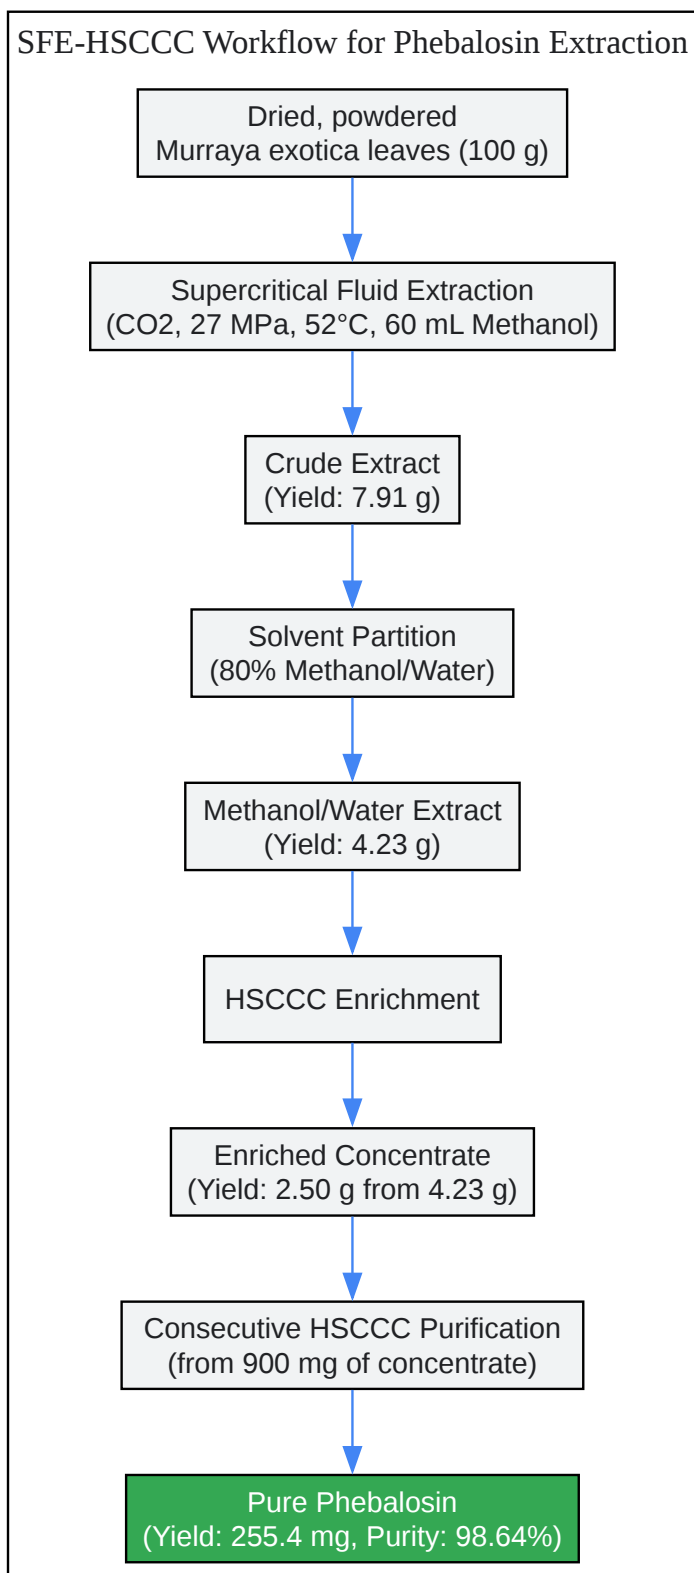 SFE-HSCCC Workflow for Phebalosin Extraction
Dried, powdered
Murraya exotica leaves (100 g)
Supercritical Fluid Extraction
(CO2, 27 MPa, 52°C, 60 mL Methanol)
Crude Extract
(Yield: 7.91 g)
Solvent Partition
(80% Methanol/Water)
Methanol/Water Extract
(Yield: 4.23 g)
HSCCC Enrichment
Enriched Concentrate
(Yield: 2.50 g from 4.23 g)
Consecutive HSCCC Purification
(from 900 mg of concentrate)
Pure Phebalosin
(Yield: 255.4 mg, Purity: 98.64%)